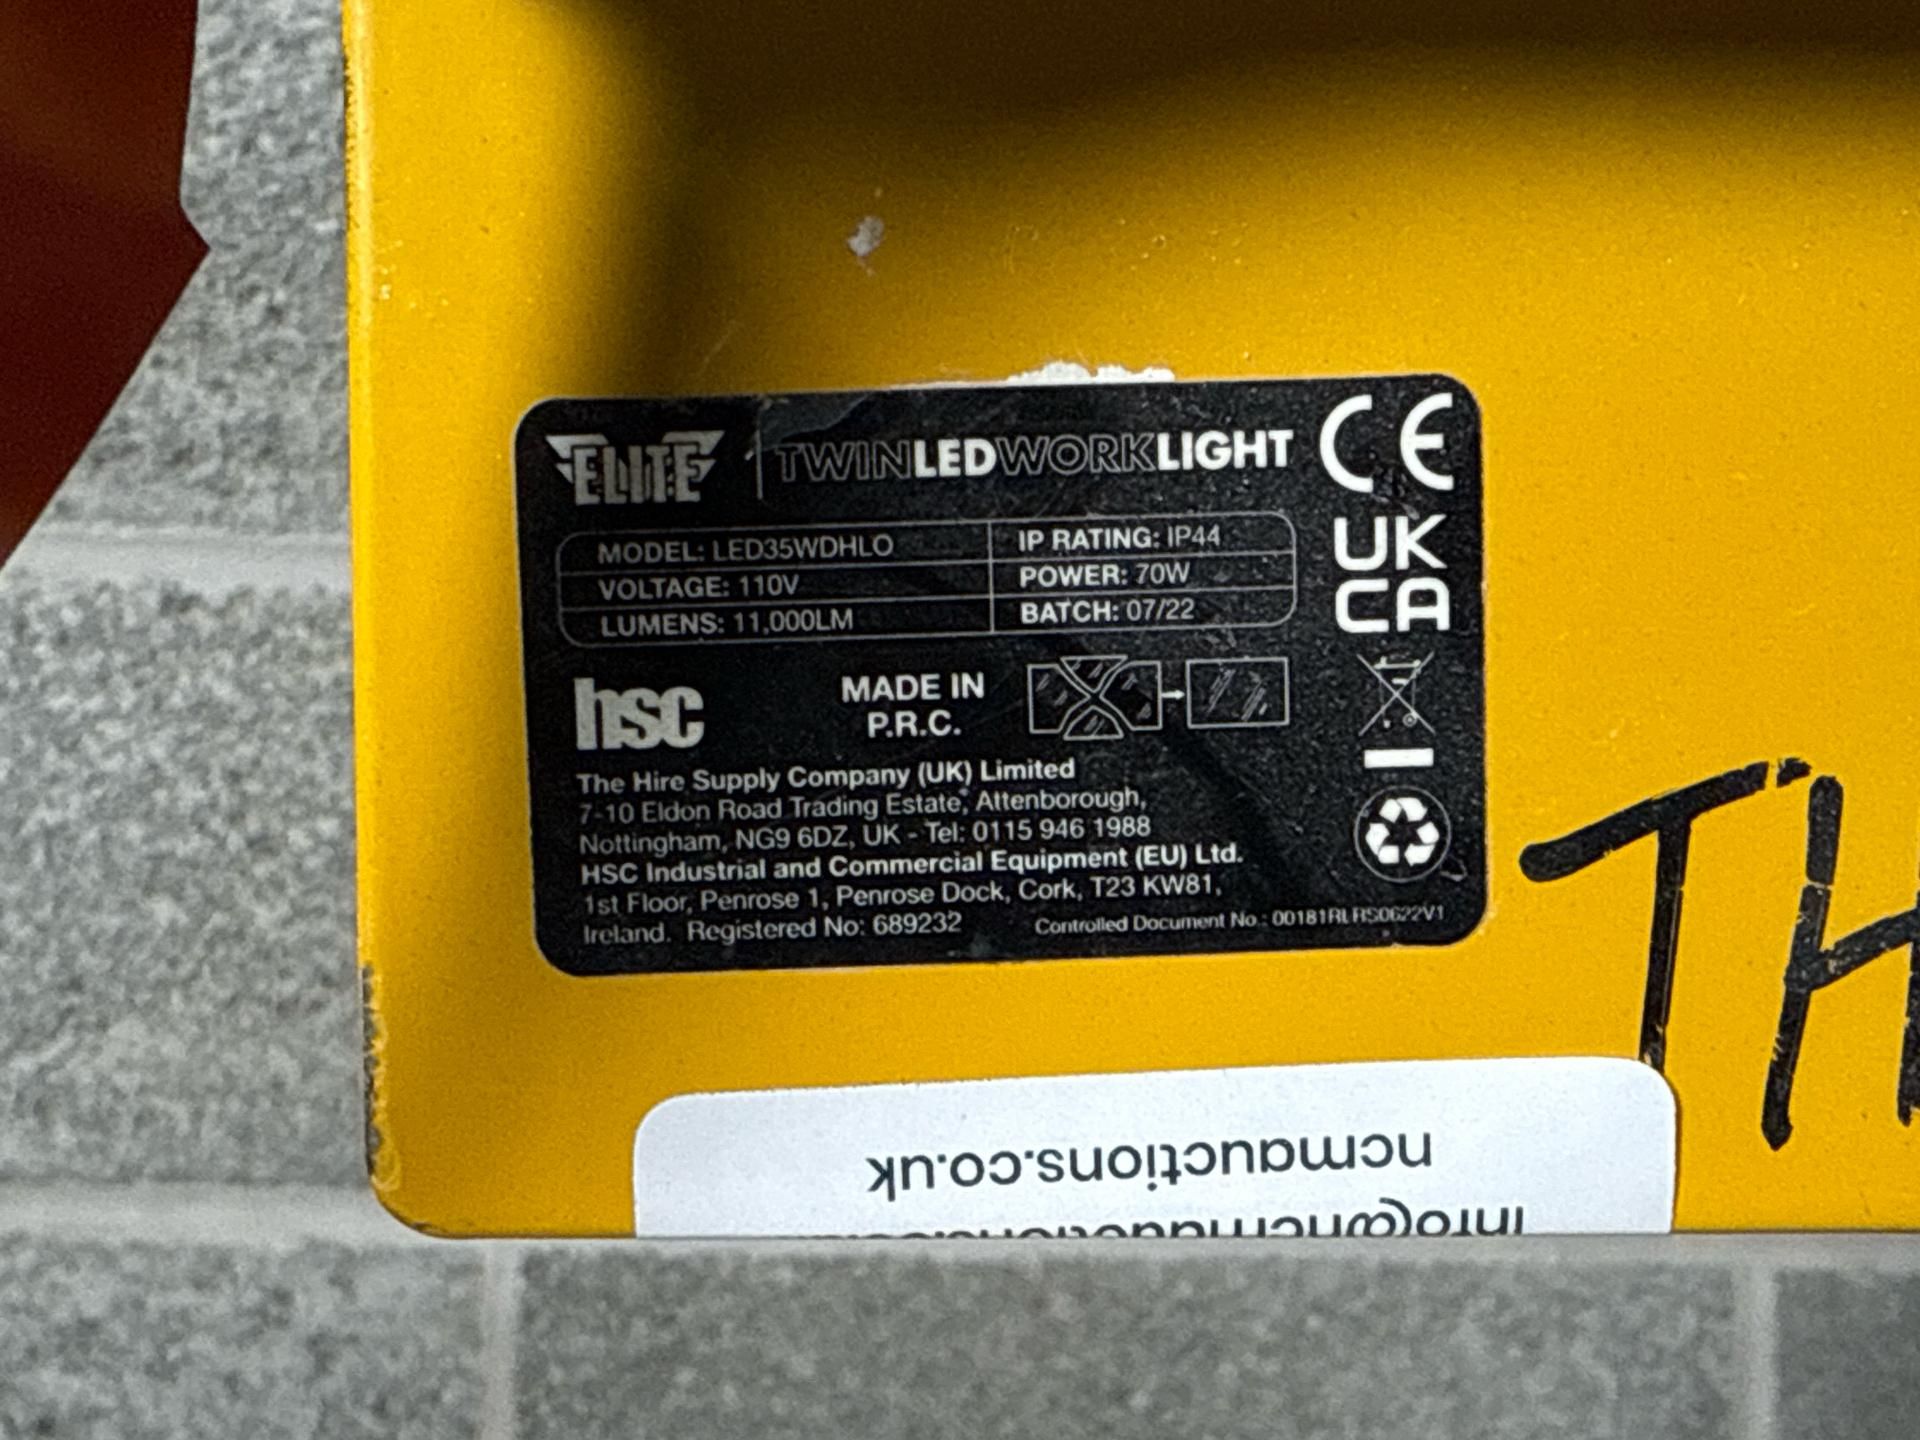 ELITE TWINLEDWORKLIGHT CE
MODEL: LED35WDHLO IP RATING: IP44
VOLTAGE: 110V POWER: 70W
LUMENS: 11,000LM BATCH: 07/22
UK
CA
hsc
MADE IN
P.R.C.
The Hire Supply Company (UK) Limited
7-10 Eldon Road Trading Estate, Attenborough,
Nottingham, NG9 6DZ, UK - Tel: 0115 946 1988
HSC Industrial and Commercial Equipment (EU) Ltd.
1st Floor, Penrose 1, Penrose Dock, Cork, T23 KW81,
Ireland. Registered No: 689232
Controlled Document No.:
TH
ncmauctions.co.uk